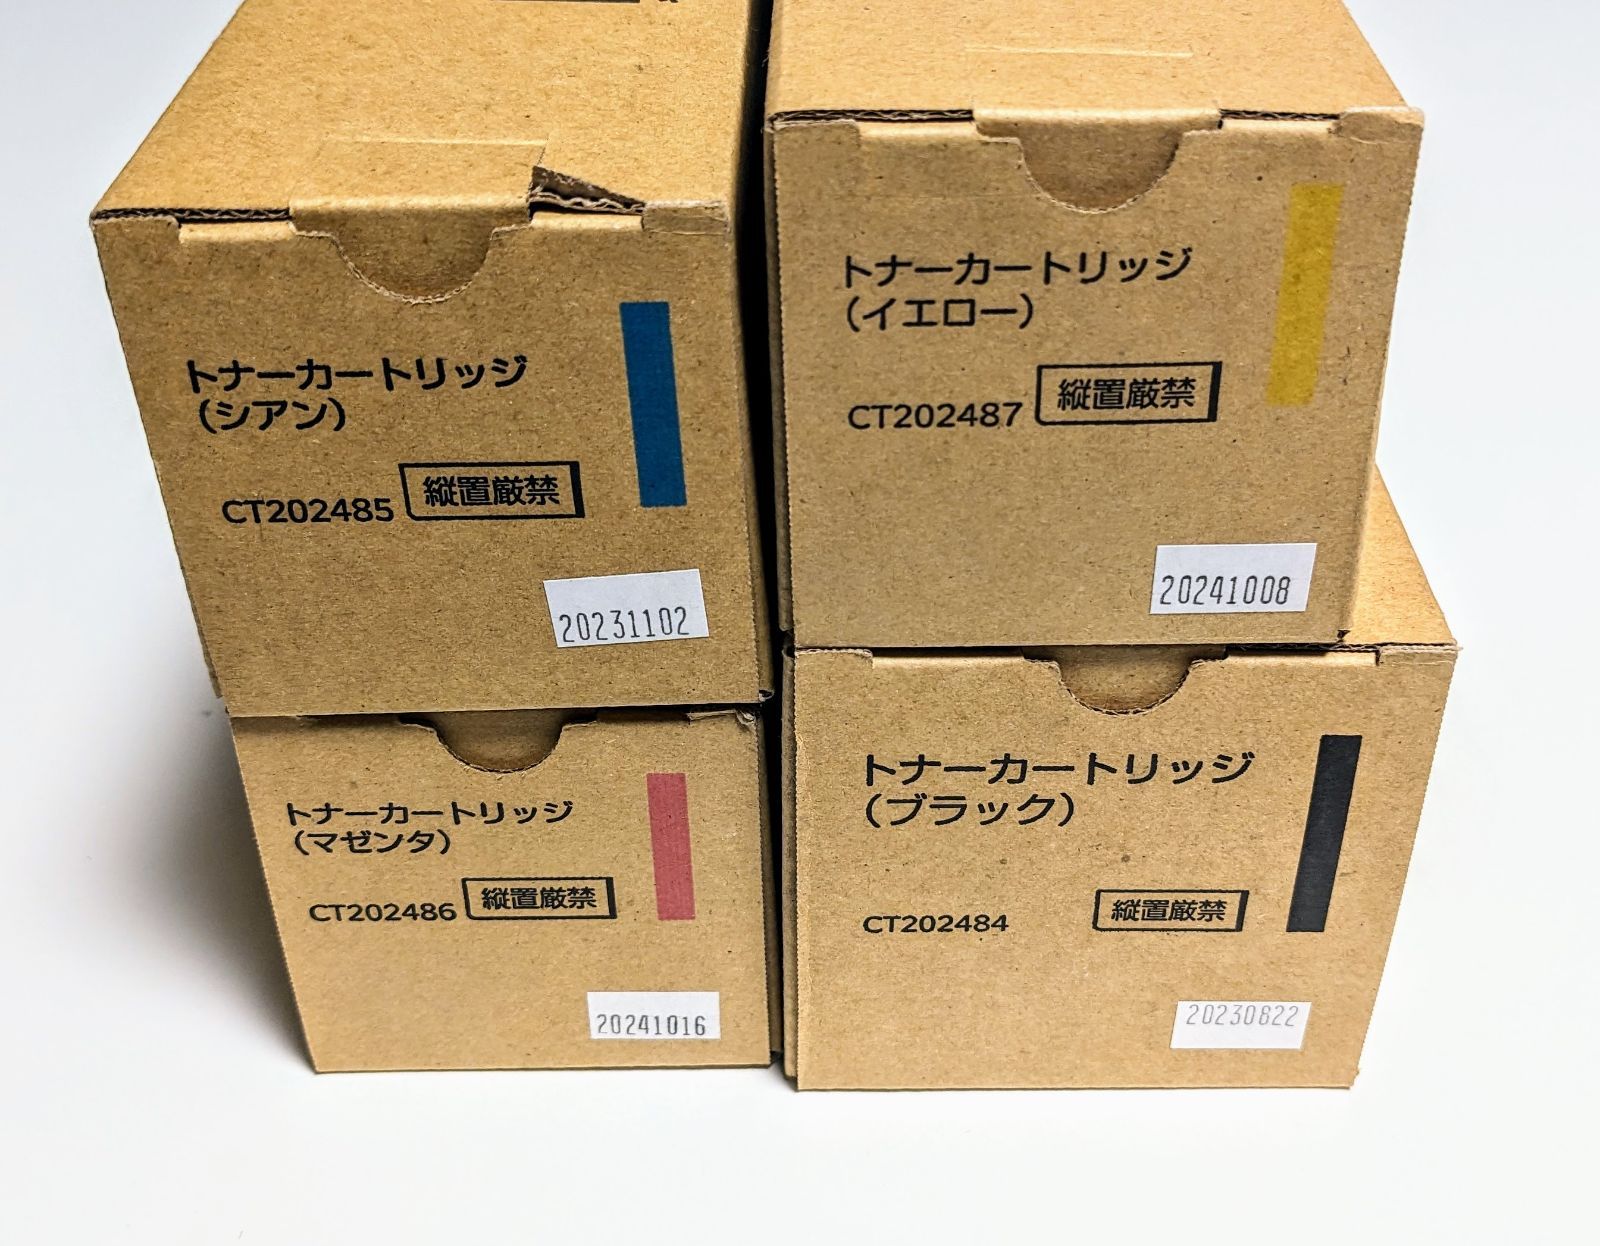 トナーカートリッジ
(シアン)
CT202485 縦置厳禁
20231102
トナーカートリッジ
(イエロー)
CT202487 縦置厳禁
20241008
トナーカートリッジ
(マゼンタ)
CT202486 縦置厳禁
20241016
トナーカートリッジ
(ブラック)
CT202484 縦置厳禁
20230822